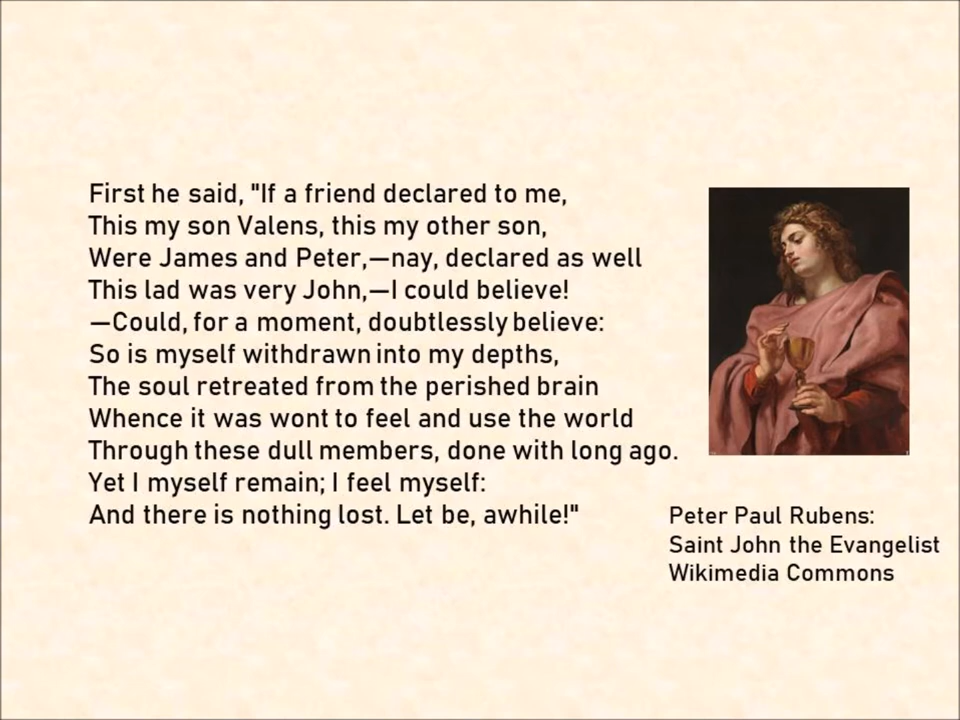 First he said, "If a friend declared to me,
This my son Valens, this my other son,
Were James and Peter,—nay, declared as well
This lad was very John,—I could believe!
—Could, for a moment, doubtlessly believe:
So is myself withdrawn into my depths,
The soul retreated from the perished brain
Whence it was wont to feel and use the world
Through these dull members, done with long ago.
Yet I myself remain; I feel myself:
And there is nothing lost. Let be, awhile!"
Peter Paul Rubens:
Saint John the Evangelist
Wikimedia Commons